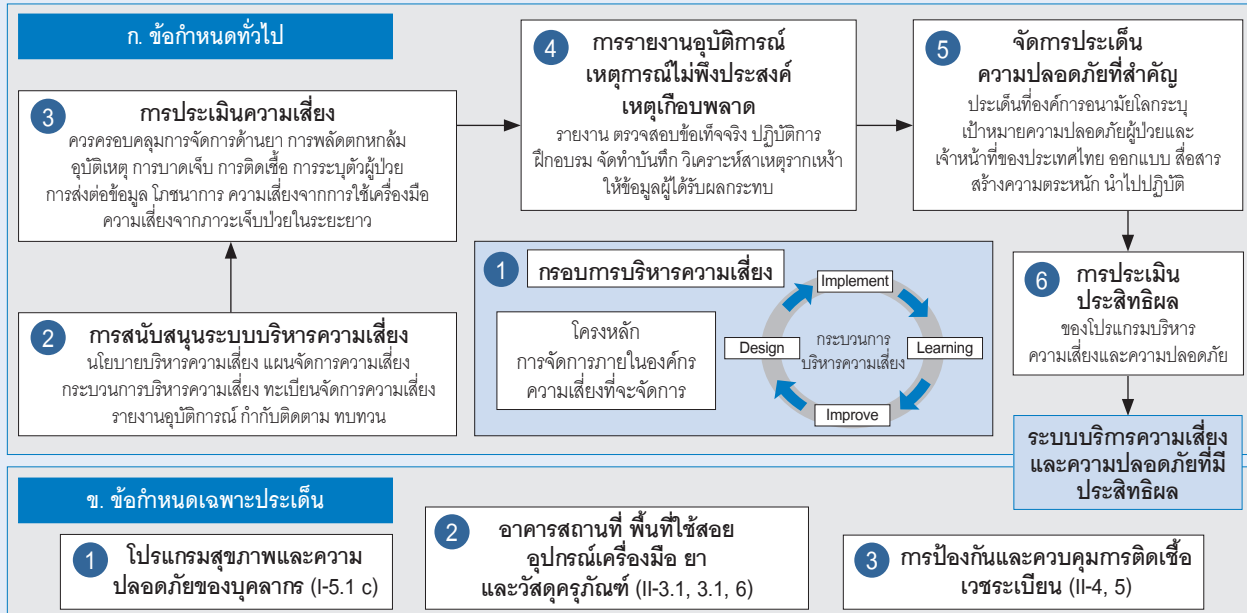 ก. ข้อกำหนดทั่วไป
1 กรอบการบริหารความเสี่ยง
โครงหลัก
การจัดการภายในองค์กร
ความเสี่ยงที่จะจัดการ
Design
Implement
Learning
Improve
กระบวนการ
บริหารความเสี่ยง
2 การสนับสนุนระบบบริหารความเสี่ยง
นโยบายบริหารความเสี่ยง แผนจัดการความเสี่ยง
กระบวนการบริหารความเสี่ยง ทะเบียนจัดการความเสี่ยง
รายงานอุบัติการณ์ กำกับติดตาม ทบทวน
3 การประเมินความเสี่ยง
ควรครอบคลุมการจัดการด้านยา การพลัดตกหกล้ม
อุบัติเหตุ การบาดเจ็บ การติดเชื้อ การระบุตัวผู้ป่วย
การส่งต่อข้อมูล โภชนาการ ความเสี่ยงจากการใช้เครื่องมือ
ความเสี่ยงจากภาวะเจ็บป่วยในระยะยาว
4 การรายงานอุบัติการณ์
เหตุการณ์ไม่พึงประสงค์
เหตุเกือบพลาด
รายงาน ตรวจสอบข้อเท็จจริง ปฏิบัติการ
ฝึกอบรม จัดทำบันทึก วิเคราะห์สาเหตุรากเหง้า
ให้ข้อมูลผู้ได้รับผลกระทบ
5 จัดการประเด็น
ความปลอดภัยที่สำคัญ
ประเด็นที่องค์การอนามัยโลกระบุ
เป้าหมายความปลอดภัยผู้ป่วยและ
เจ้าหน้าที่ของประเทศไทย ออกแบบ สื่อสาร
สร้างความตระหนัก นำไปปฏิบัติ
6 การประเมิน
ประสิทธิผล
ของโปรแกรมบริหาร
ความเสี่ยงและความปลอดภัย
ระบบบริการความเสี่ยง
และความปลอดภัยที่มี
ประสิทธิผล
ข. ข้อกำหนดเฉพาะประเด็น
1 โปรแกรมสุขภาพและความ
ปลอดภัยของบุคลากร (I-5.1 c)
2 อาคารสถานที่ พื้นที่ใช้สอย
อุปกรณ์เครื่องมือ ยา
และวัสดุครุภัณฑ์ (II-3.1, 3.1, 6)
3 การป้องกันและควบคุมการติดเชื้อ
เวชระเบียน (II-4, 5)